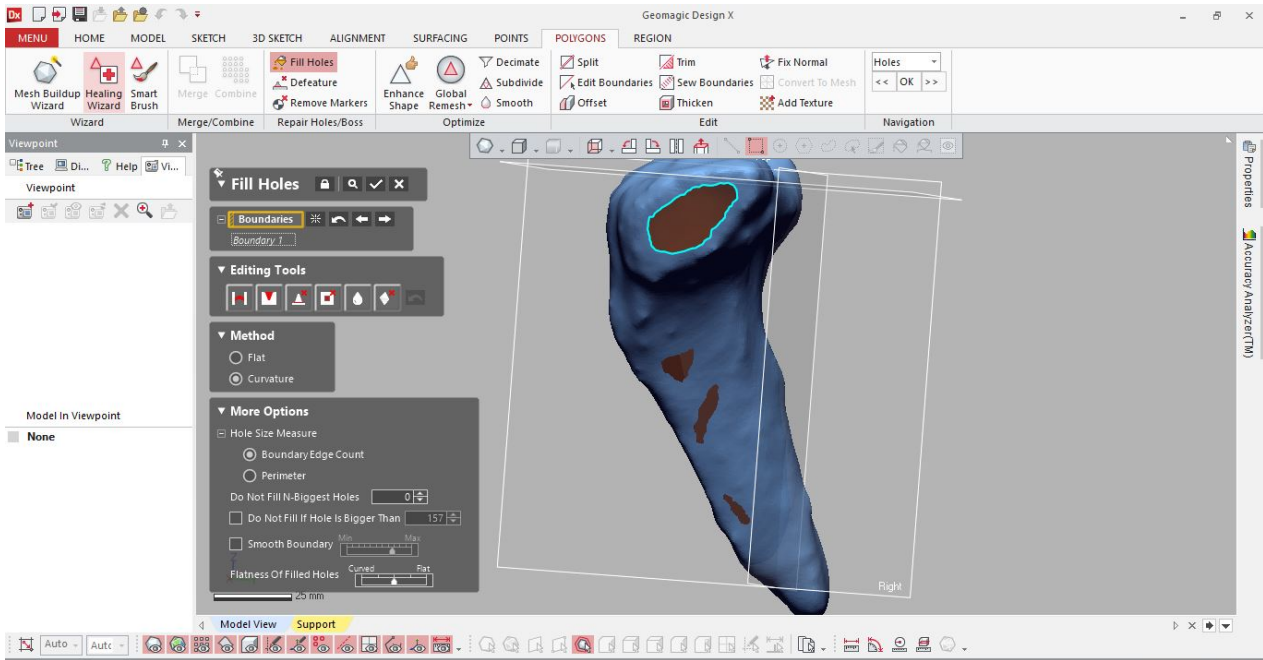 Dx
Geomagic Design X
MENU HOME MODEL SKETCH 3D SKETCH ALIGNMENT SURFACING POINTS POLYGONS REGION
Mesh Buildup Wizard
Healing Wizard
Smart Brush
Wizard
Merge Combine
Merge/Combine
Fill Holes
Defeature
Remove Markers
Repair Holes/Boss
Enhance Shape
Global Remesh
Decimate
Subdivide
Smooth
Optimize
Split Trim Fix Normal
Edit Boundaries Sew Boundaries Convert To Mesh
Offset Thicken Add Texture
Edit
Holes
<< OK >>
Navigation
Viewpoint
Tree Di... Help Vi...
Viewpoint
Model In Viewpoint
None
Fill Holes
Boundaries
Boundary 1
Editing Tools
Method
Flat
Curvature
More Options
Hole Size Measure
Boundary Edge Count
Perimeter
Do Not Fill N-Biggest Holes 0
Do Not Fill If Hole Is Bigger Than 157
Smooth Boundary Min Max
Flatness Of Filled Holes Curved Flat
25 mm
Right
Properties
Accuracy Analyzer(TM)
Model View Support
Auto Autc